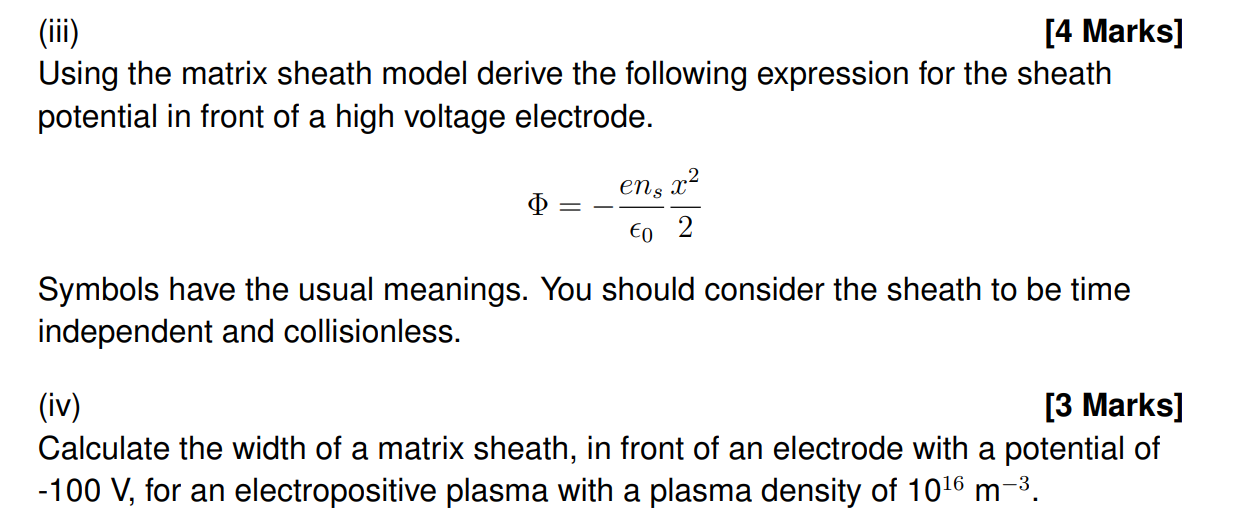 (iii) [4 Marks]
Using the matrix sheath model derive the following expression for the sheath
potential in front of a high voltage electrode.
Φ = −\frac{en_s}{ϵ_0}\frac{x^2}{2}
Symbols have the usual meanings. You should consider the sheath to be time
independent and collisionless.
(iv) [3 Marks]
Calculate the width of a matrix sheath, in front of an electrode with a potential of
-100 V, for an electropositive plasma with a plasma density of 10^{16} m^{−3}.